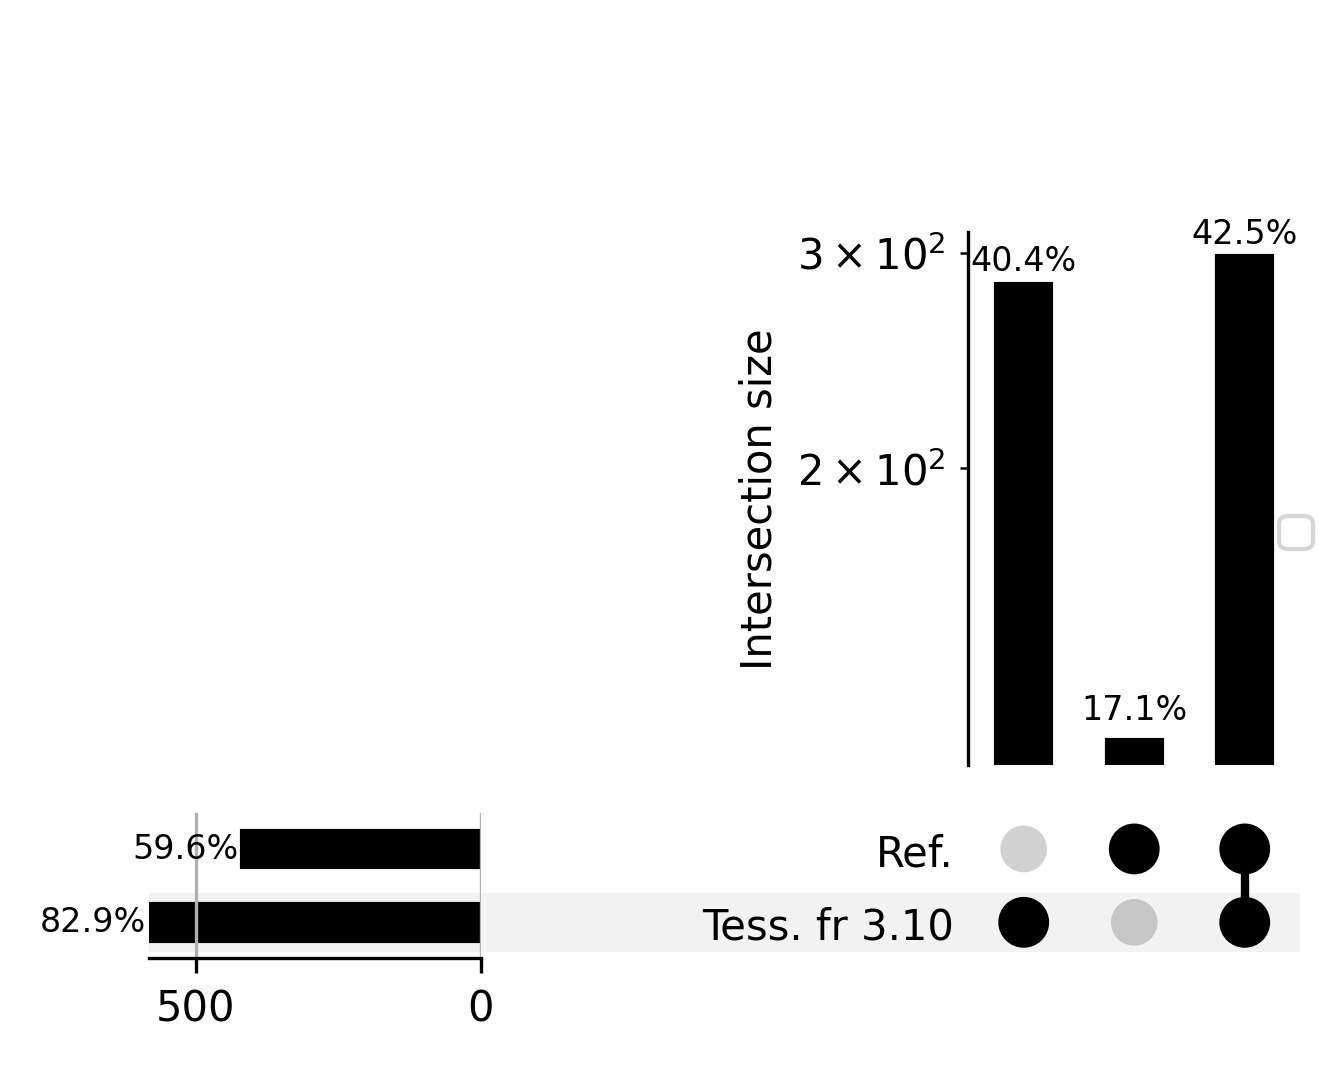 42.5%
3 × 10²
40.4%
Intersection size
2 × 10²
17.1%
59.6%
Ref.
82.9%
Tess. fr 3.10
500 0